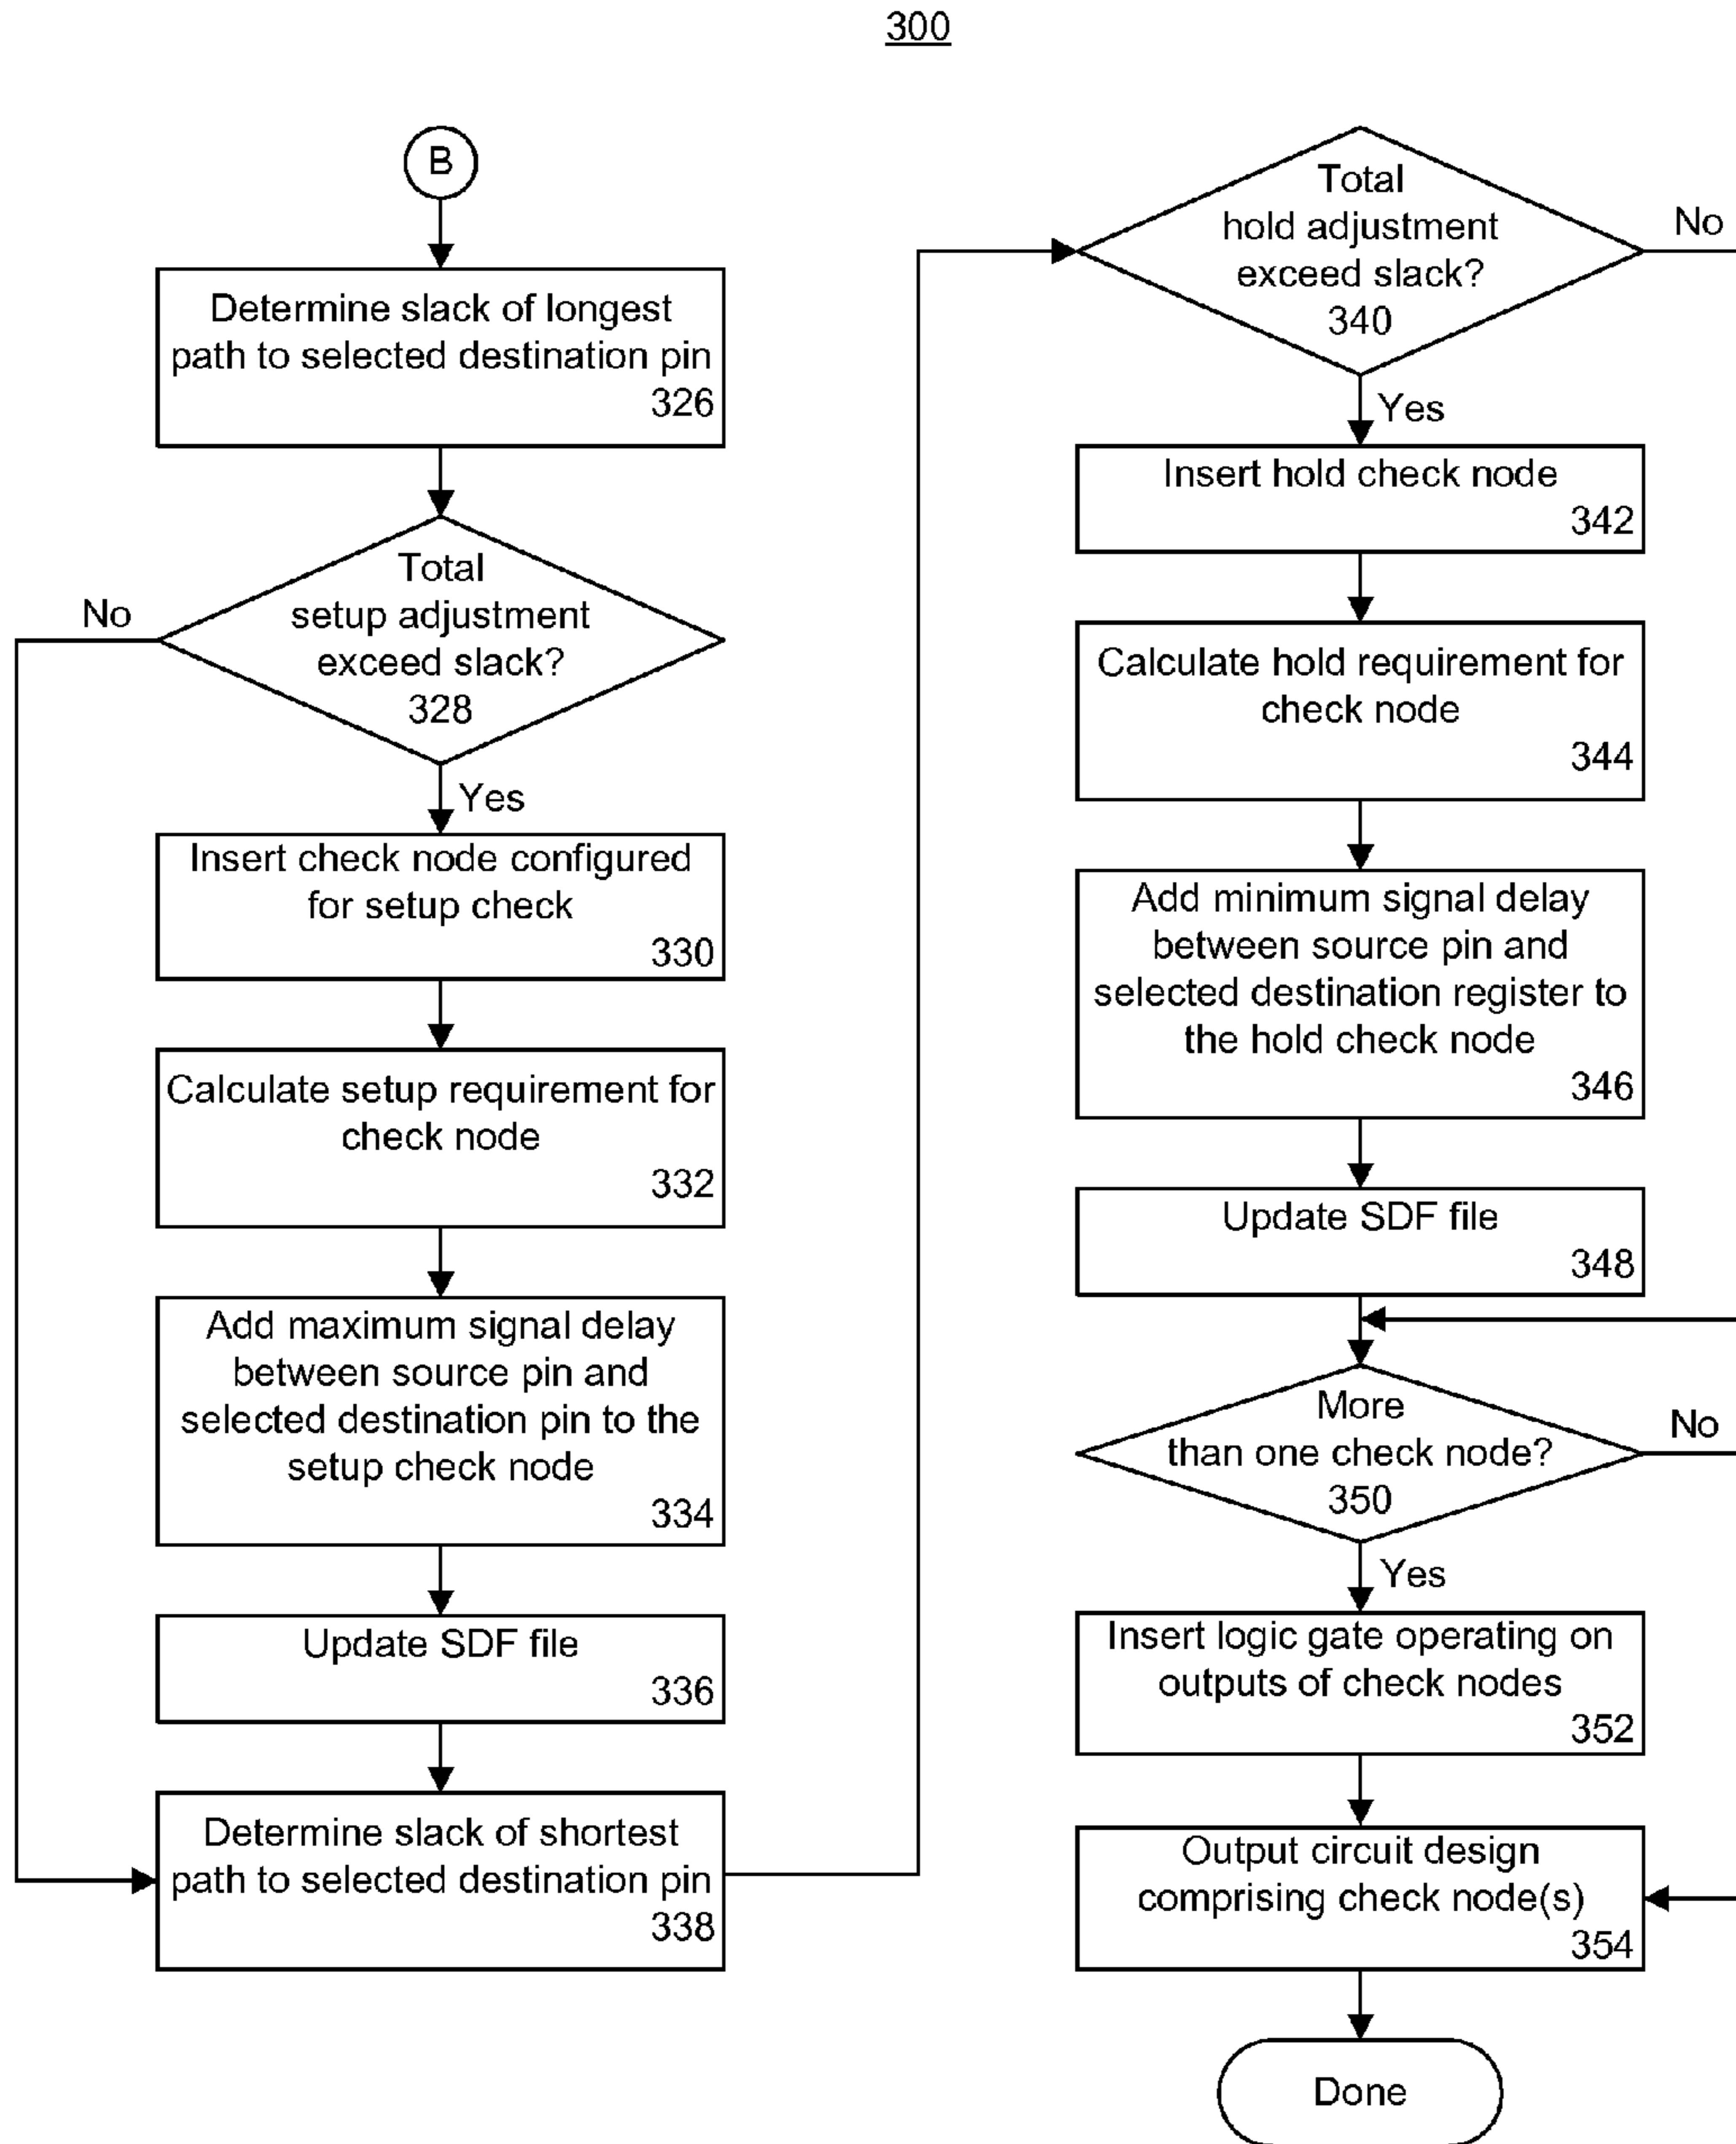 300
B
Determine slack of longest
path to selected destination pin
326
Total
setup adjustment
exceed slack?
328
No
Yes
Insert check node configured
for setup check
330
Calculate setup requirement for
check node
332
Add maximum signal delay
between source pin and
selected destination pin to the
setup check node
334
Update SDF file
336
Determine slack of shortest
path to selected destination pin
338
Total
hold adjustment
exceed slack?
340
No
Yes
Insert hold check node
342
Calculate hold requirement for
check node
344
Add minimum signal delay
between source pin and
selected destination register to
the hold check node
346
Update SDF file
348
More
than one check node?
350
No
Yes
Insert logic gate operating on
outputs of check nodes
352
Output circuit design
comprising check node(s)
354
Done